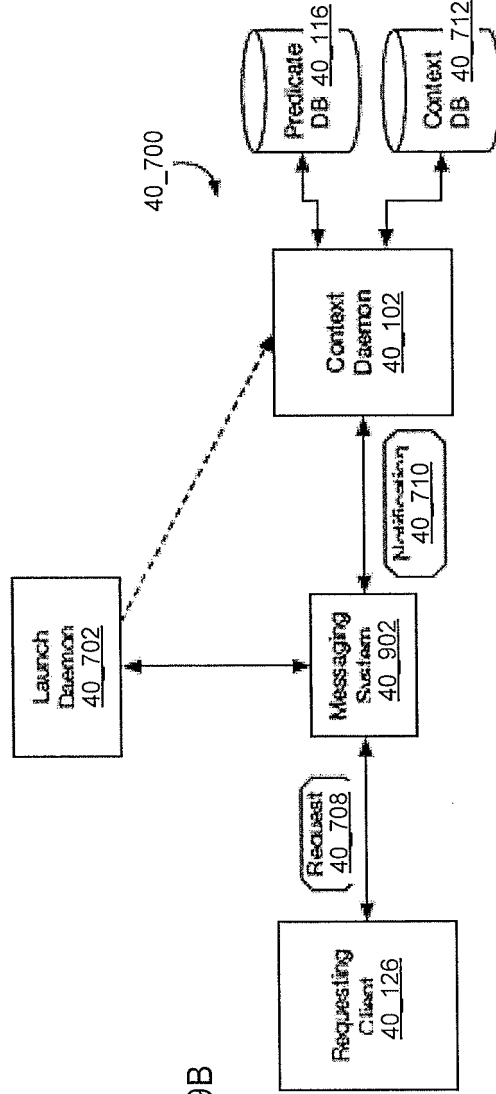 40_700
Launch
Daemon
40_702
Predicate
DB 40_116
Context
DB 40_712
Context
Daemon
40_102
Notification
40_710
Messaging
System
40_902
Request
40_708
Requesting
Client
40_126
9B